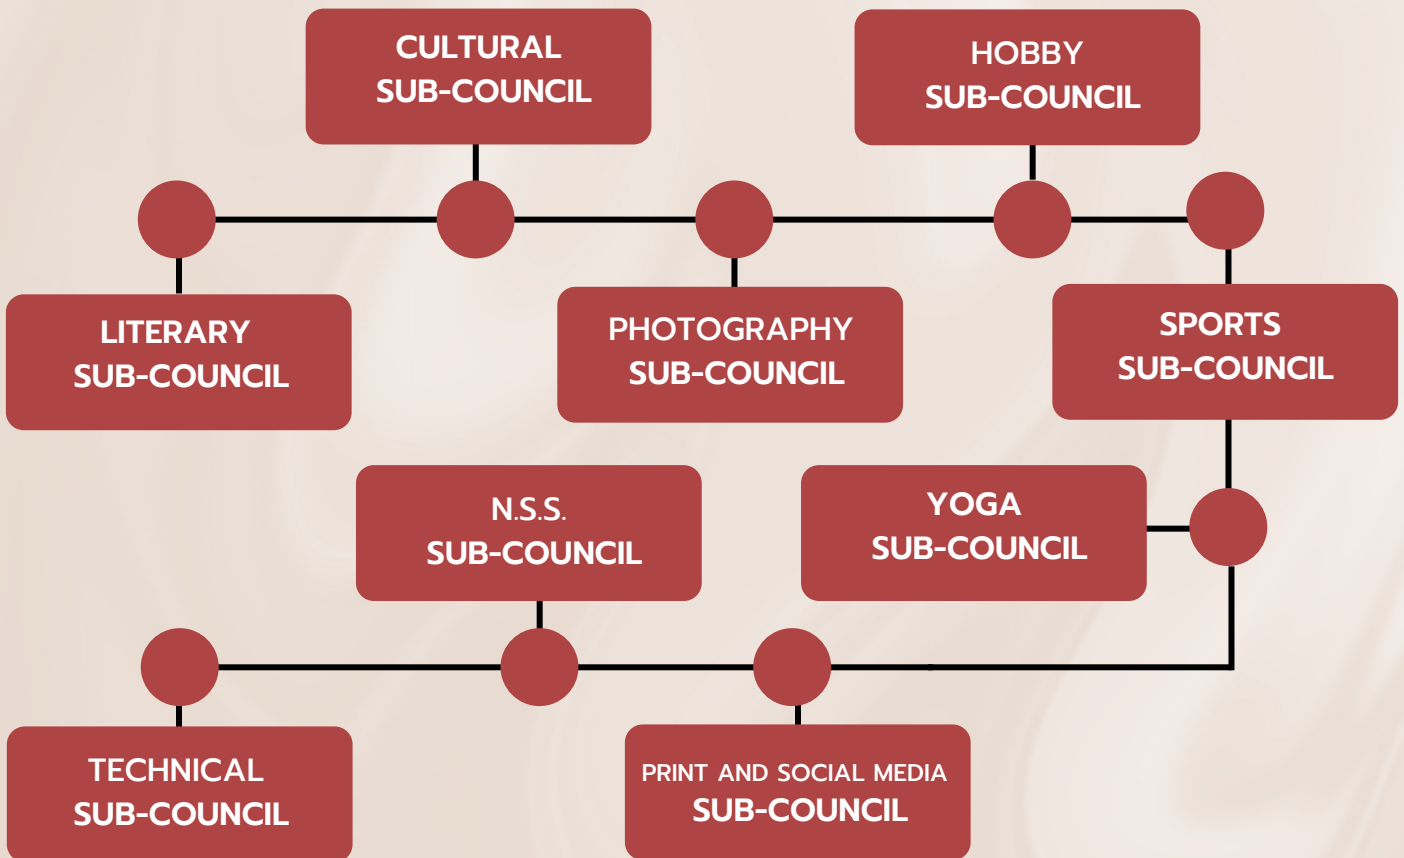 CULTURAL
SUB-COUNCIL
HOBBY
SUB-COUNCIL
LITERARY
SUB-COUNCIL
PHOTOGRAPHY
SUB-COUNCIL
SPORTS
SUB-COUNCIL
N.S.S.
SUB-COUNCIL
YOGA
SUB-COUNCIL
TECHNICAL
SUB-COUNCIL
PRINT AND SOCIAL MEDIA
SUB-COUNCIL